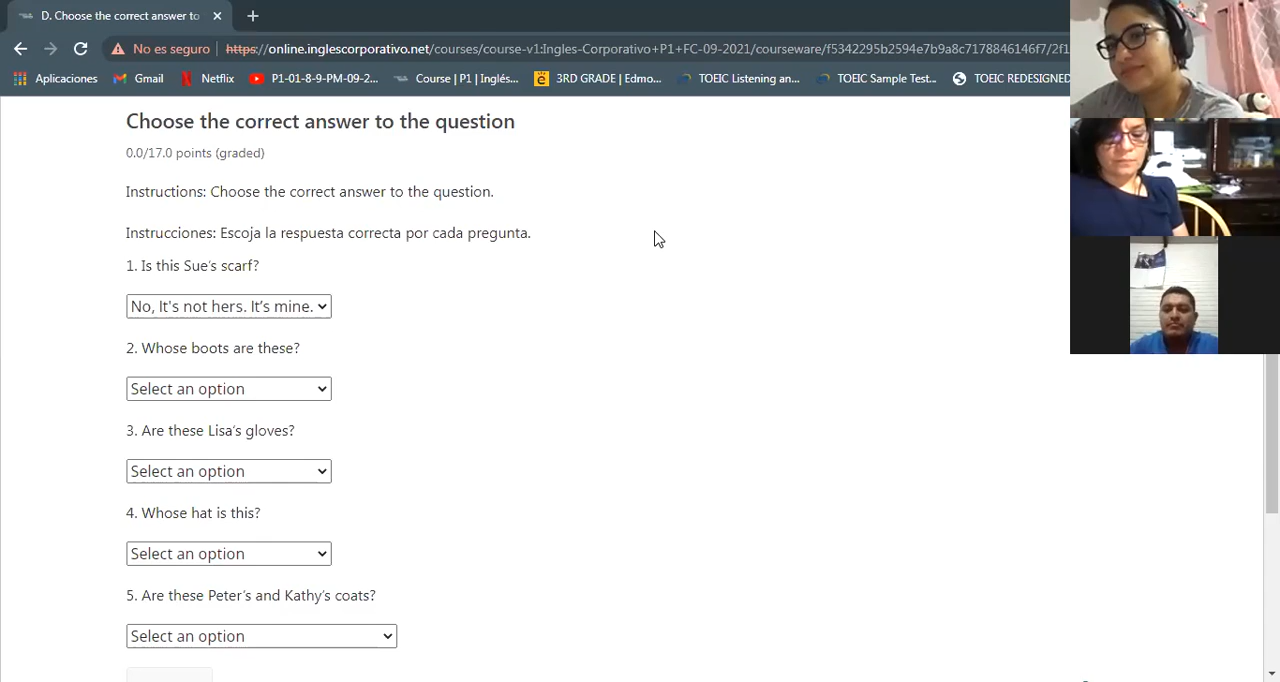 D. Choose the correct answer to
No es seguro
https://online.inglescorporativo.net/courses/course-v1:Ingles-Corporativo+P1+FC-09-2021/courseware/f5342295b2594e7b9a8c7178846146f7/2f1
Aplicaciones
Gmail
Netflix
P1-01-8-9-PM-09-2...
Course | P1 | Inglés...
3RD GRADE | Edmo...
TOEIC Listening an...
TOEIC Sample Test...
TOEIC REDESIGNED
Choose the correct answer to the question
0.0/17.0 points (graded)
Instructions: Choose the correct answer to the question.
Instrucciones: Escoja la respuesta correcta por cada pregunta.
1. Is this Sue’s scarf?
No, It's not hers. It’s mine.
2. Whose boots are these?
Select an option
3. Are these Lisa’s gloves?
Select an option
4. Whose hat is this?
Select an option
5. Are these Peter’s and Kathy’s coats?
Select an option